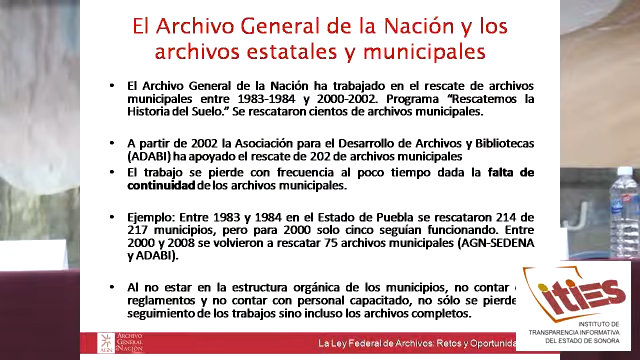 El Archivo General de la Nación y los
archivos estatales y municipales
• El Archivo General de la Nación ha trabajado en el rescate de archivos
municipales entre 1983-1984 y 2000-2002. Programa “Rescatemos la
Historia del Suelo.” Se rescataron cientos de archivos municipales.
• A partir de 2002 la Asociación para el Desarrollo de Archivos y Bibliotecas
(ADABI) ha apoyado el rescate de 202 de archivos municipales
• El trabajo se pierde con frecuencia al poco tiempo dada la falta de
continuidad de los archivos municipales.
• Ejemplo: Entre 1983 y 1984 en el Estado de Puebla se rescataron 214 de
217 municipios, pero para 2000 solo cinco seguían funcionando. Entre
2000 y 2008 se volvieron a rescatar 75 archivos municipales (AGN-SEDENA
y ADABI).
• Al no estar en la estructura orgánica de los municipios, no contar
reglamentos y no contar con personal capacitado, no sólo se pierde
seguimiento de los trabajos sino incluso los archivos completos.
AGN
ARCHIVO
GENERAL
NACIÓN
La Ley Federal de Archivos: Retos y Oportunida
ities
INSTITUTO DE
TRANSPARENCIA INFORMATIVA
DEL ESTADO DE SONORA